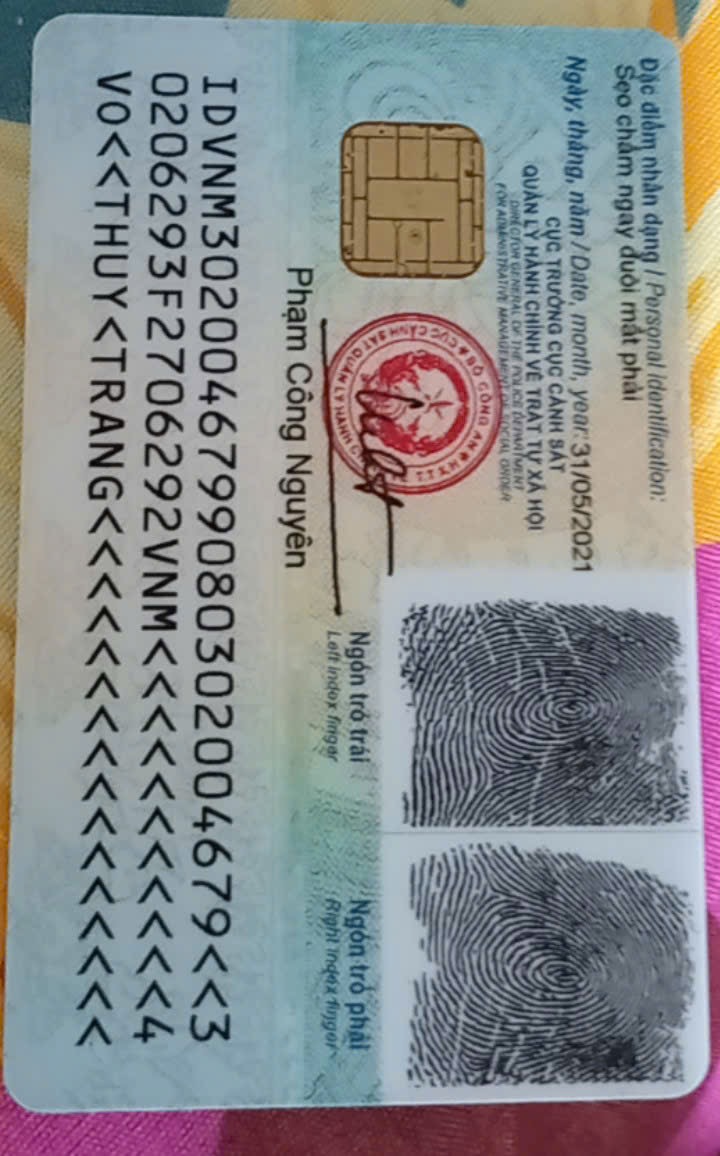 Đặc điểm nhân dạng / Personal identification:
Sẹo chấm ngay đuôi mắt phải
Ngày, tháng, năm / Date, month, year: 31/05/2021
CỤC TRƯỞNG CỤC CẢNH SÁT
QUẢN LÝ HÀNH CHÍNH VỀ TRẬT TỰ XÃ HỘI
DIRECTOR GENERAL OF THE POLICE DEPARTMENT
FOR ADMINISTRATIVE MANAGEMENT OF SOCIAL ORDER
BỘ CÔNG AN
CỤC CẢNH SÁT QUẢN LÝ HÀNH
TTXH
Phạm Công Nguyên
Ngón trỏ trái
Left index finger
Ngón trỏ phải
Right index finger
IDVNM3020046799080302004679<<3
0206293F2706292VNM<<<<<<<<<<<4
VO<<THUY<TRANG<<<<<<<<<<<<<<<<